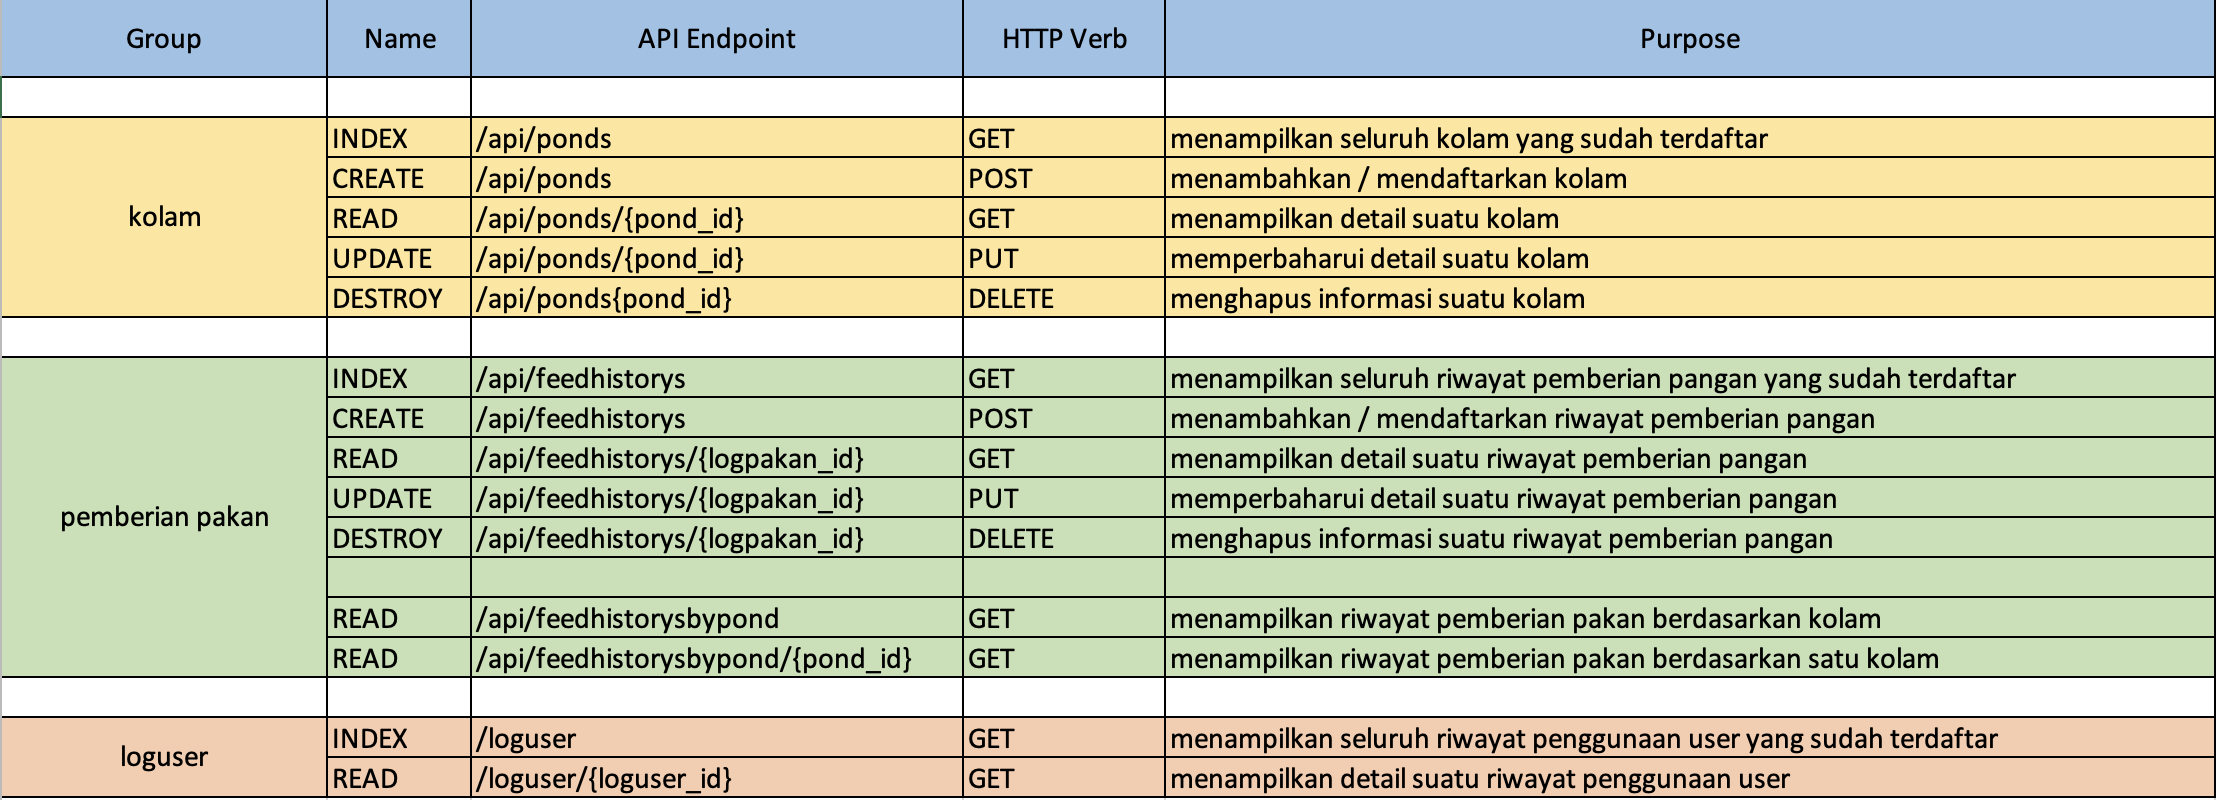 Group Name API Endpoint HTTP Verb Purpose
kolam
INDEX /api/ponds GET menampilkan seluruh kolam yang sudah terdaftar
CREATE /api/ponds POST menambahkan / mendaftarkan kolam
READ /api/ponds/{pond_id} GET menampilkan detail suatu kolam
UPDATE /api/ponds/{pond_id} PUT memperbaharui detail suatu kolam
DESTROY /api/ponds{pond_id} DELETE menghapus informasi suatu kolam
pemberian pakan
INDEX /api/feedhistorys GET menampilkan seluruh riwayat pemberian pangan yang sudah terdaftar
CREATE /api/feedhistorys POST menambahkan / mendaftarkan riwayat pemberian pangan
READ /api/feedhistorys/{logpakan_id} GET menampilkan detail suatu riwayat pemberian pangan
UPDATE /api/feedhistorys/{logpakan_id} PUT memperbaharui detail suatu riwayat pemberian pangan
DESTROY /api/feedhistorys/{logpakan_id} DELETE menghapus informasi suatu riwayat pemberian pangan
READ /api/feedhistorysbypond GET menampilkan riwayat pemberian pakan berdasarkan kolam
READ /api/feedhistorysbypond/{pond_id} GET menampilkan riwayat pemberian pakan berdasarkan satu kolam
loguser
INDEX /loguser GET menampilkan seluruh riwayat penggunaan user yang sudah terdaftar
READ /loguser/{loguser_id} GET menampilkan detail suatu riwayat penggunaan user